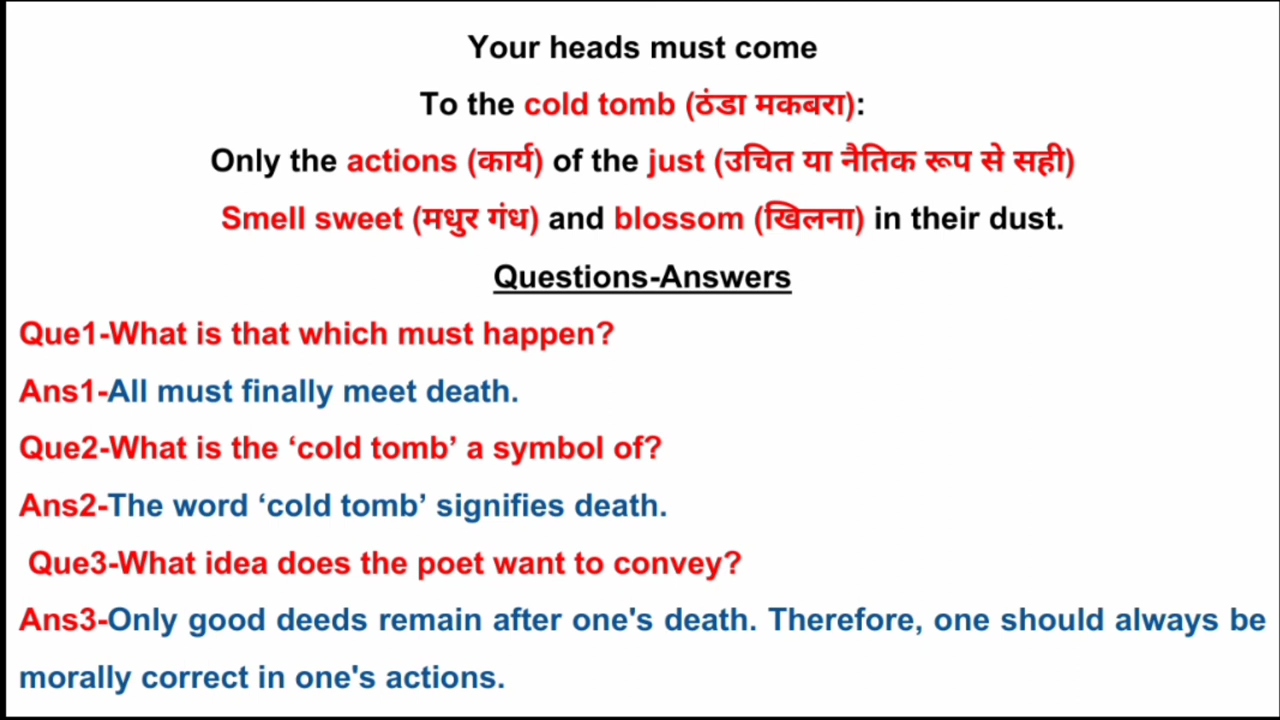 Your heads must come
To the cold tomb (ठंडा मकबरा):
Only the actions (कार्य) of the just (उचित या नैतिक रूप से सही)
Smell sweet (मधुर गंध) and blossom (खिलना) in their dust.
Questions-Answers
Que1-What is that which must happen?
Ans1-All must finally meet death.
Que2-What is the ‘cold tomb’ a symbol of?
Ans2-The word ‘cold tomb’ signifies death.
Que3-What idea does the poet want to convey?
Ans3-Only good deeds remain after one's death. Therefore, one should always be
morally correct in one's actions.